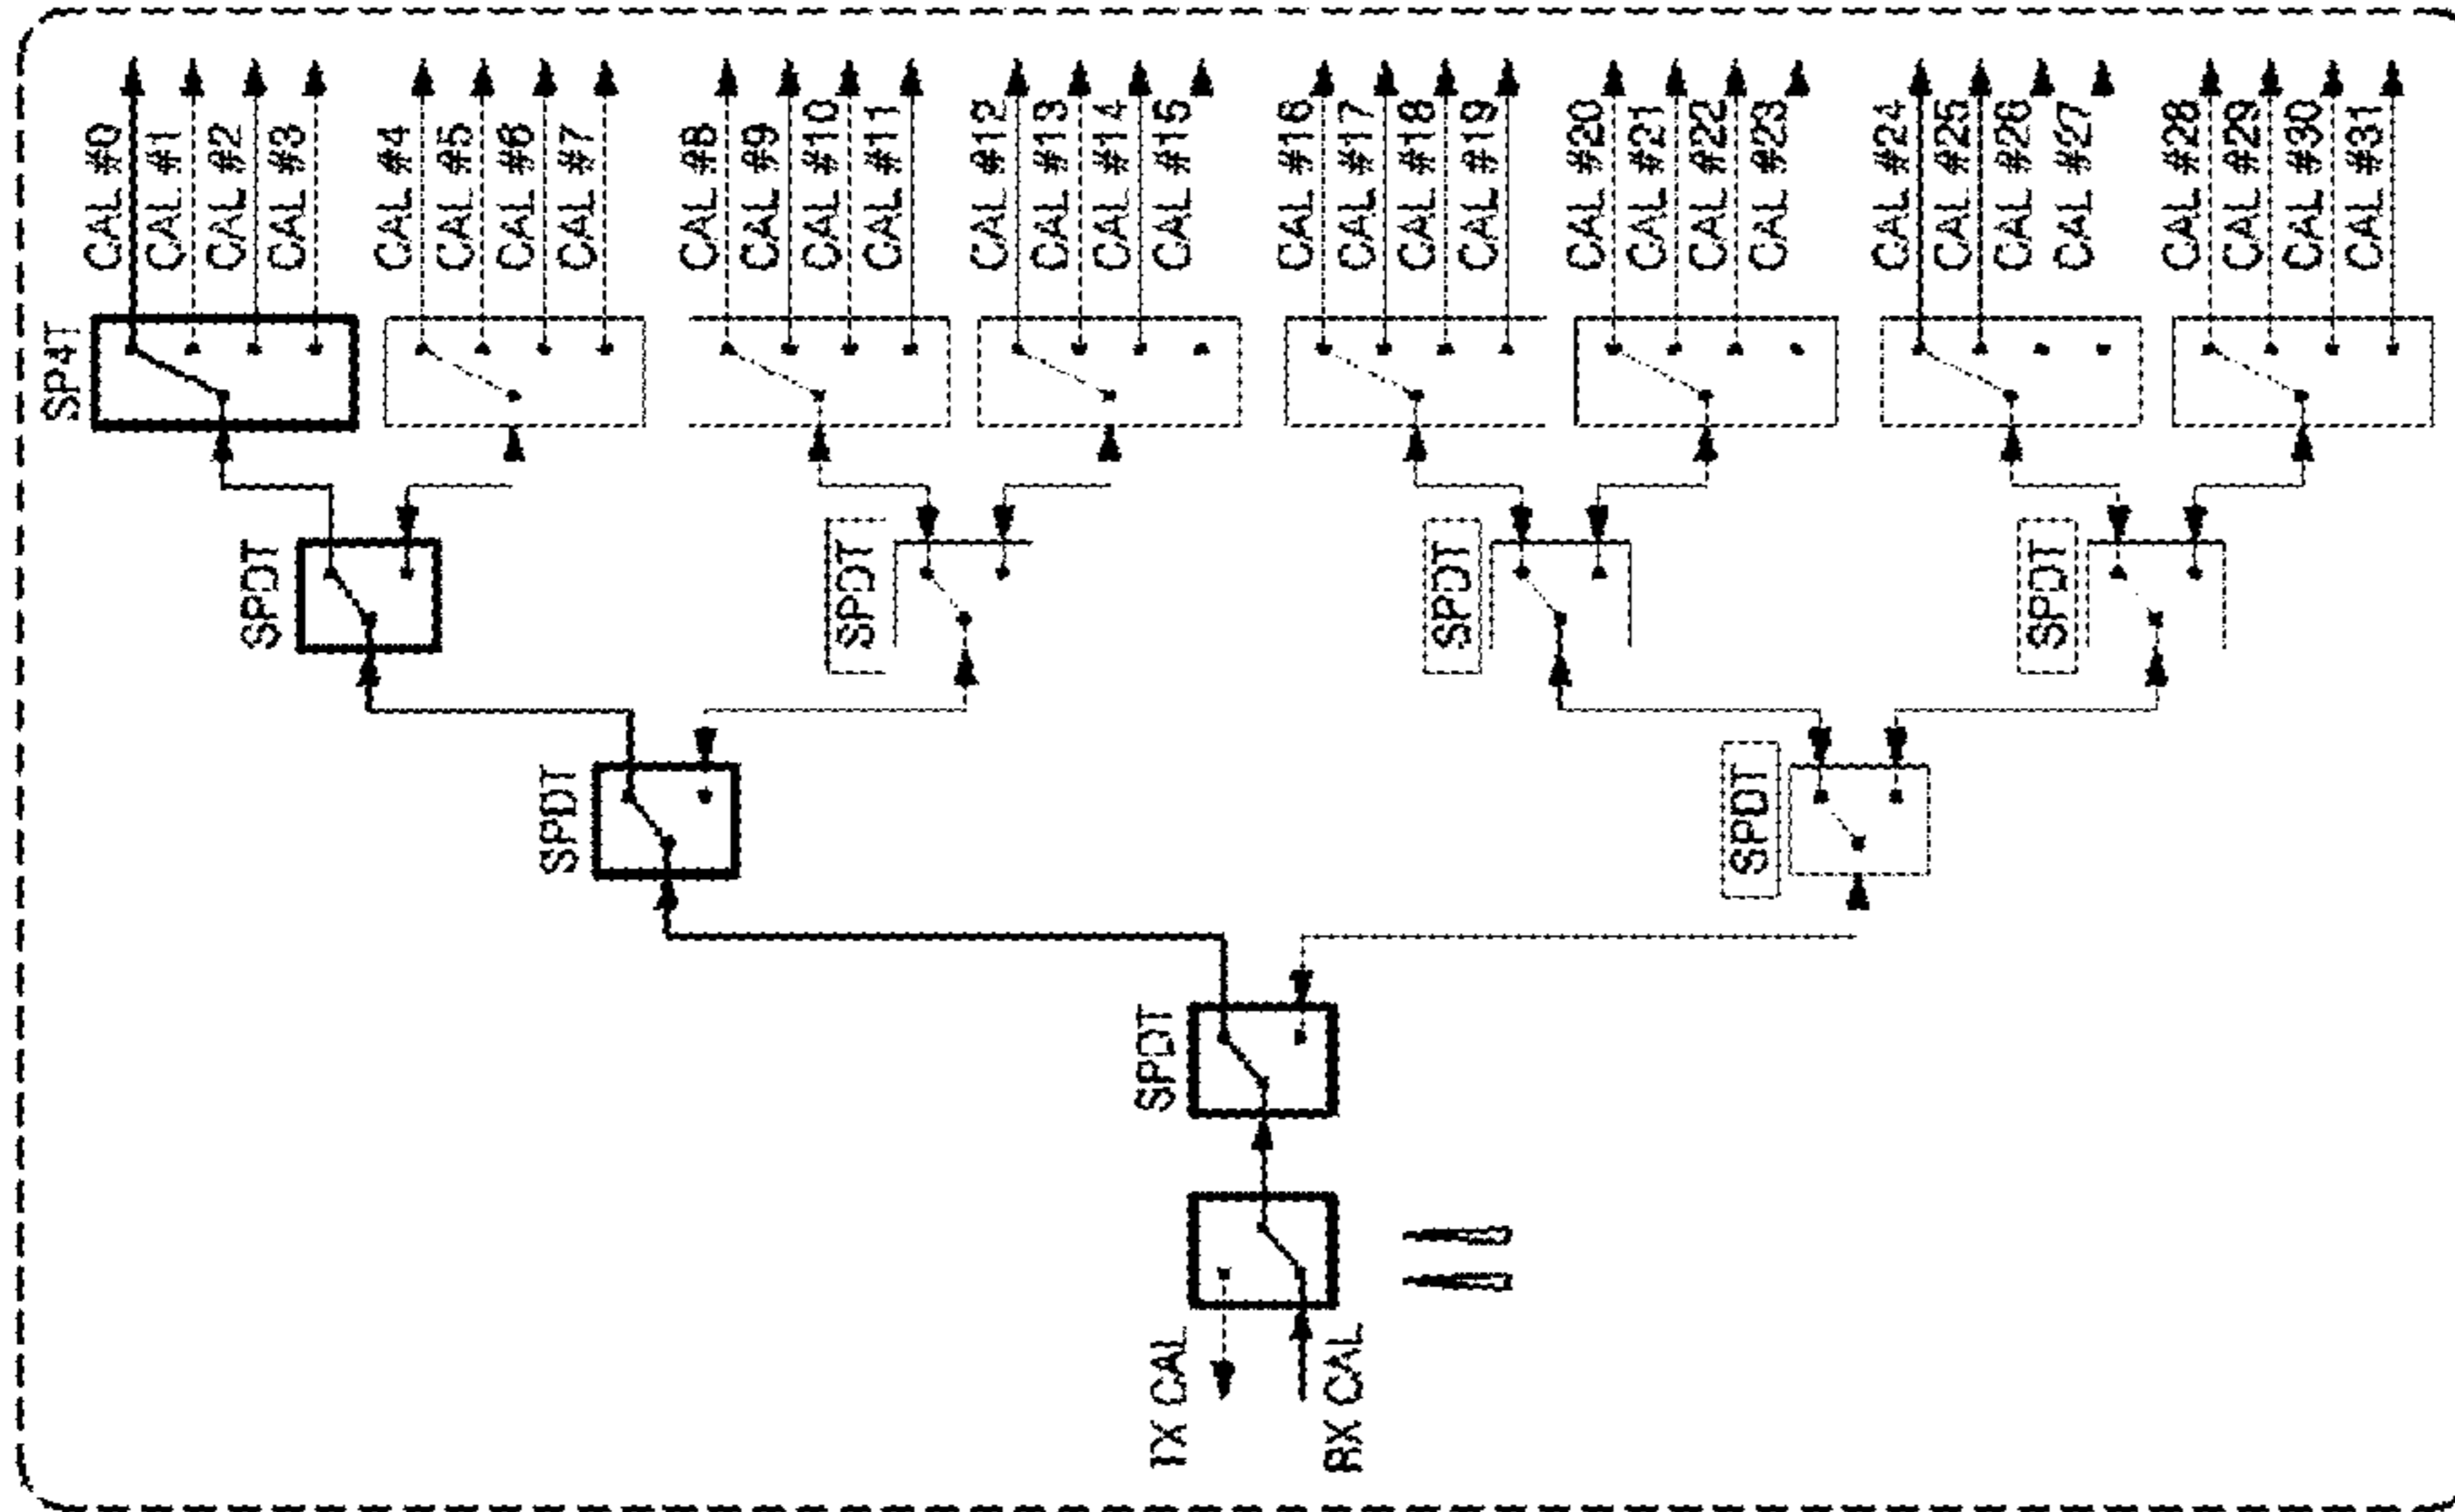 CAL #0
CAL #1
CAL #2
CAL #3
CAL #4
CAL #5
CAL #6
CAL #7
CAL #8
CAL #9
CAL #10
CAL #11
CAL #12
CAL #13
CAL #14
CAL #15
CAL #16
CAL #17
CAL #18
CAL #19
CAL #20
CAL #21
CAL #22
CAL #23
CAL #24
CAL #25
CAL #26
CAL #27
CAL #28
CAL #29
CAL #30
CAL #31
SP4T
SPDT
SPDT
SPDT
SPDT
SPDT
SPDT
SPDT
TX CAL
RX CAL